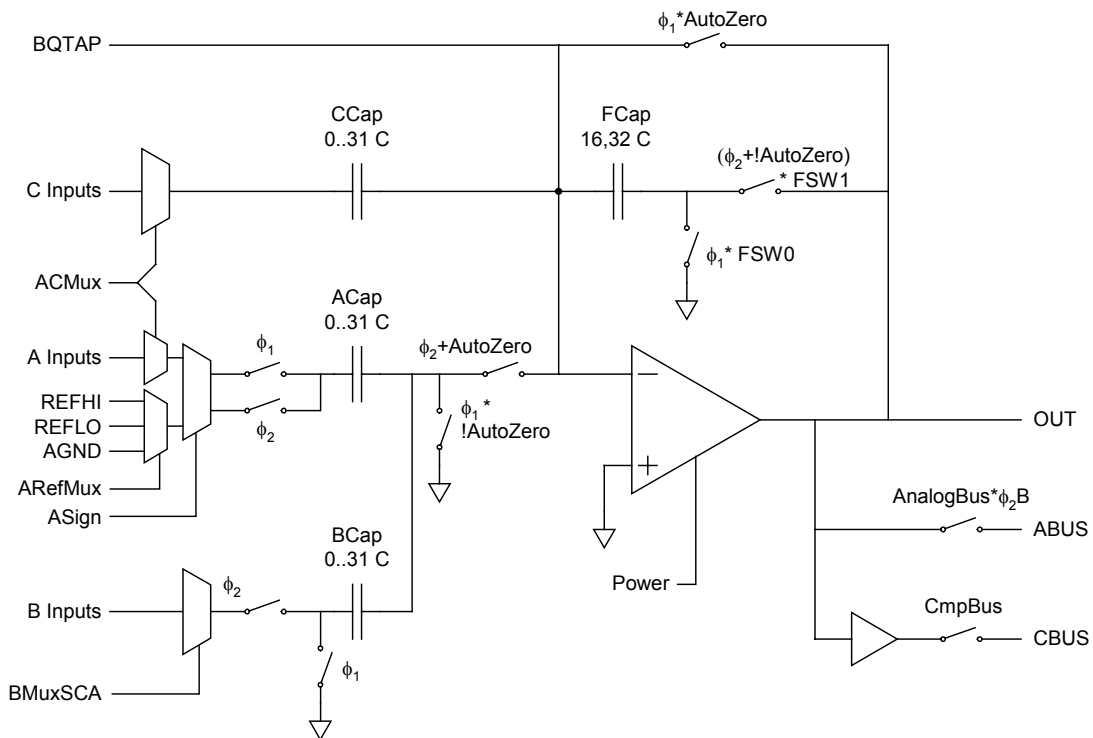 ϕ1*AutoZero
BQTAP
CCap
0..31 C
FCap
16,32 C
(ϕ2+!AutoZero)
* FSW1
C Inputs
ϕ1* FSW0
ACMux
ACap
0..31 C
ϕ1
ϕ2+AutoZero
A Inputs
REFHI
REFLO
AGND
ϕ2
ϕ1 *
!AutoZero
OUT
ARefMux
ASign
AnalogBus*ϕ2B
ABUS
BCap
0..31 C
Power
ϕ2
B Inputs
CmpBus
CBUS
ϕ1
BMuxSCA